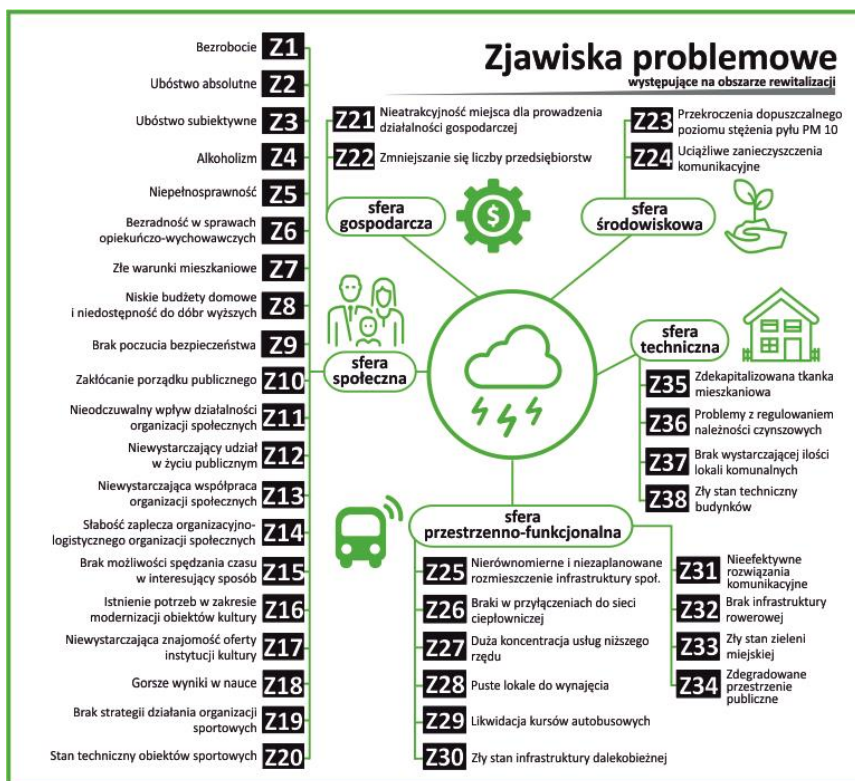 Zjawiska problemowe
występujące na obszarze rewitalizacji
Bezrobocie Z1
Ubóstwo absolutne Z2
Ubóstwo subiektywne Z3
Alkoholizm Z4
Niepełnosprawność Z5
Bezradność w sprawach
opiekuńczo-wychowawczych Z6
Złe warunki mieszkaniowe Z7
Niskie budżety domowe
i niedostępność do dóbr wyższych Z8
Brak poczucia bezpieczeństwa Z9
Zakłócanie porządku publicznego Z10
Nieodczuwalny wpływ działalności
organizacji społecznych Z11
Niewystarczający udział
w życiu publicznym Z12
Niewystarczająca współpraca
organizacji społecznych Z13
Słabość zaplecza organizacyjno-
logistycznego organizacji społecznych Z14
Brak możliwości spędzania czasu
w interesujący sposób Z15
Istnienie potrzeb w zakresie
modernizacji obiektów kultury Z16
Niewystarczająca znajomość oferty
instytucji kultury Z17
Gorsze wyniki w nauce Z18
Brak strategii działania organizacji
sportowych Z19
Stan techniczny obiektów sportowych Z20
sfera
społeczna
Z21 Nieatrakcyjność miejsca dla prowadzenia
działalności gospodarczej
Z22 Zmniejszanie się liczby przedsiębiorstw
sfera
gospodarcza
$
Z23 Przekroczenia dopuszczalnego
poziomu stężenia pyłu PM 10
Z24 Uciążliwe zanieczyszczenia
komunikacyjne
sfera
środowiskowa
sfera
techniczna
Z35 Zdekapitalizowana tkanka
mieszkaniowa
Z36 Problemy z regulowaniem
należności czynszowych
Z37 Brak wystarczającej ilości
lokali komunalnych
Z38 Zły stan techniczny
budynków
sfera
przestrzenno-funkcjonalna
Z25 Nierównomierne i niezaplanowane
rozmieszczenie infrastruktury społ.
Z26 Braki w przyłączeniach do sieci
ciepłowniczej
Z27 Duża koncentracja usług niższego
rzędu
Z28 Puste lokale do wynajęcia
Z29 Likwidacja kursów autobusowych
Z30 Zły stan infrastruktury dalekobieżnej
Z31 Nieefektywne
rozwiązania
komunikacyjne
Z32 Brak infrastruktury
rowerowej
Z33 Zły stan zieleni
miejskiej
Z34 Zdegradowane
przestrzenie
publiczne